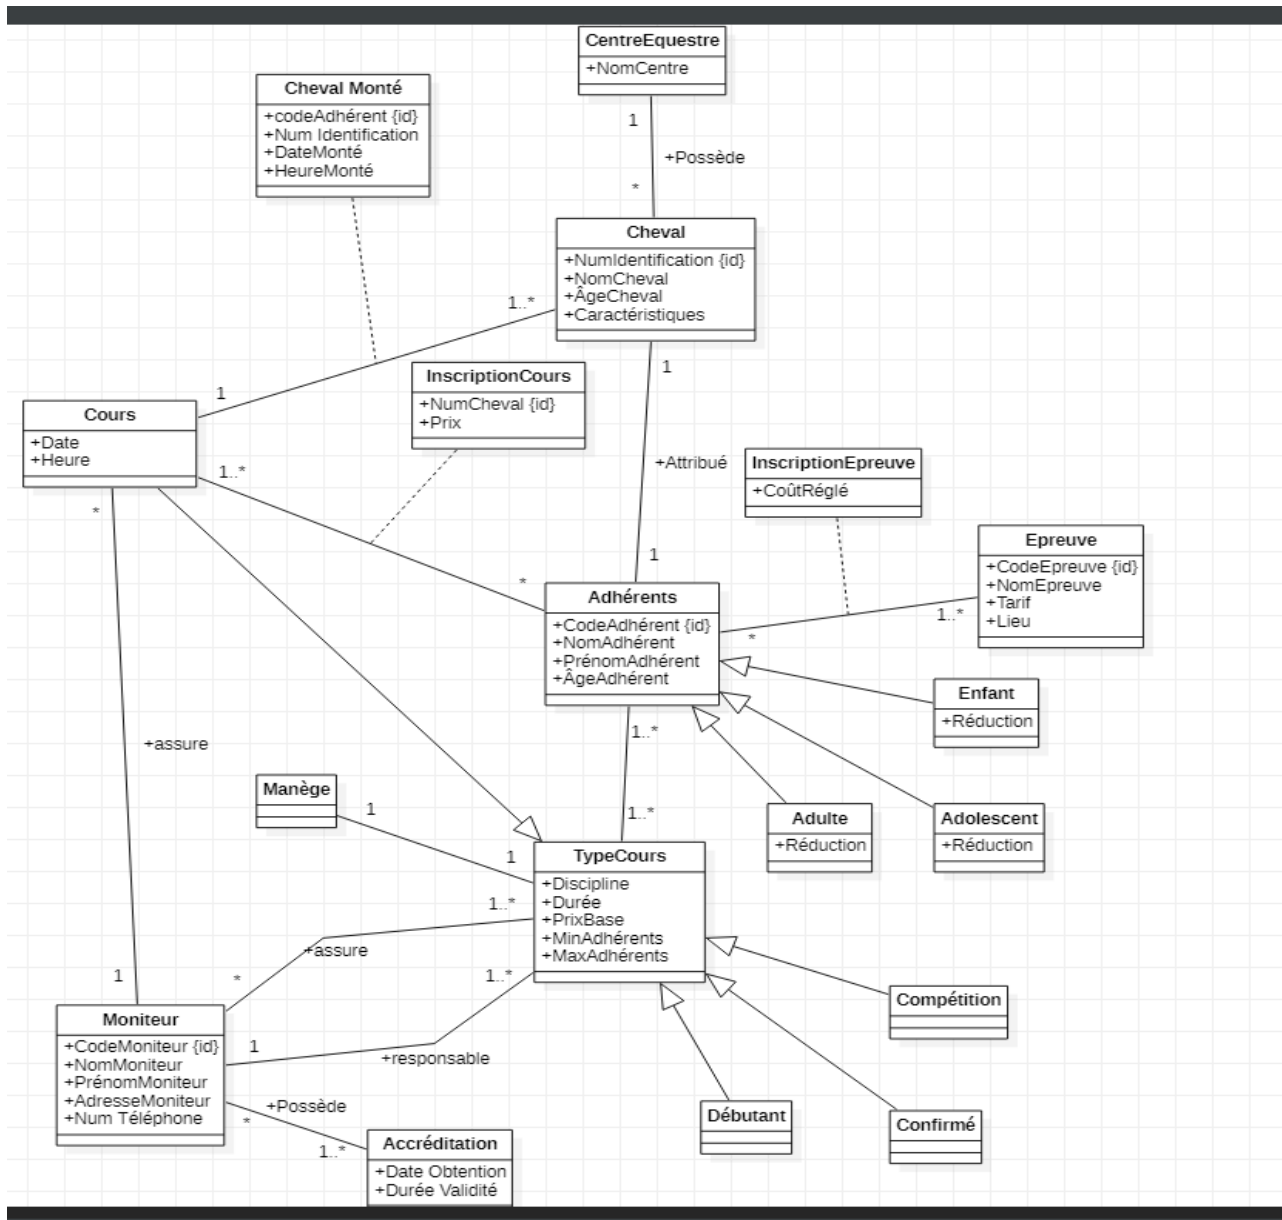 CentreEquestre
+NomCentre
1
+Possède
*
Cheval Monté
+codeAdhérent {id}
+Num Identification
+DateMonté
+HeureMonté
Cheval
+NumIdentification {id}
+NomCheval
+ÂgeCheval
+Caractéristiques
1..*
1
1
InscriptionCours
+NumCheval {id}
+Prix
Cours
+Date
+Heure
1..*
*
+Attribué
InscriptionEpreuve
+CoûtRéglé
Epreuve
+CodeEpreuve {id}
+NomEpreuve
+Tarif
+Lieu
1
*
Adhérents
+CodeAdhérent {id}
+NomAdhérent
+PrénomAdhérent
+ÂgeAdhérent
*
1..*
Enfant
+Réduction
1..*
+assure
Manège
1
Adulte
+Réduction
Adolescent
+Réduction
1..*
1
TypeCours
+Discipline
+Durée
+PrixBase
+MinAdhérents
+MaxAdhérents
1..*
+assure
1..*
1
*
Moniteur
+CodeMoniteur {id}
+NomMoniteur
+PrénomMoniteur
+AdresseMoniteur
+Num Téléphone
1
+responsable
Compétition
+Possède
*
1..*
Débutant
Confirmé
Accréditation
+Date Obtention
+Durée Validité